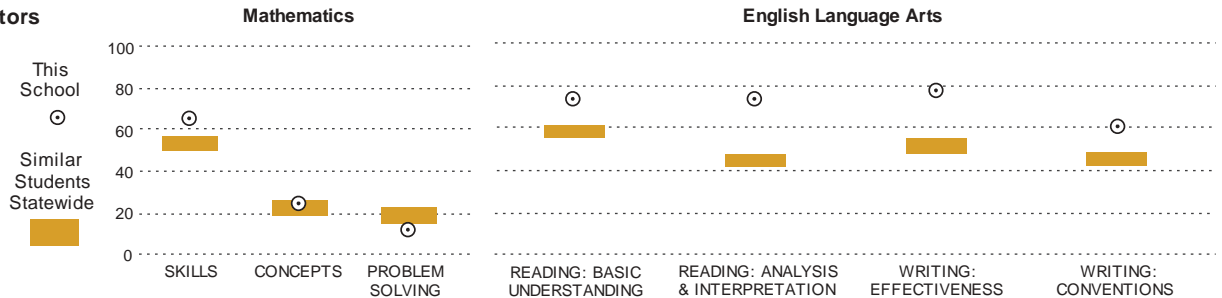 tors
Mathematics
English Language Arts
This
School
Similar
Students
Statewide
100
80
60
40
20
0
SKILLS
CONCEPTS
PROBLEM
SOLVING
READING: BASIC
UNDERSTANDING
READING: ANALYSIS
& INTERPRETATION
WRITING:
EFFECTIVENESS
WRITING:
CONVENTIONS